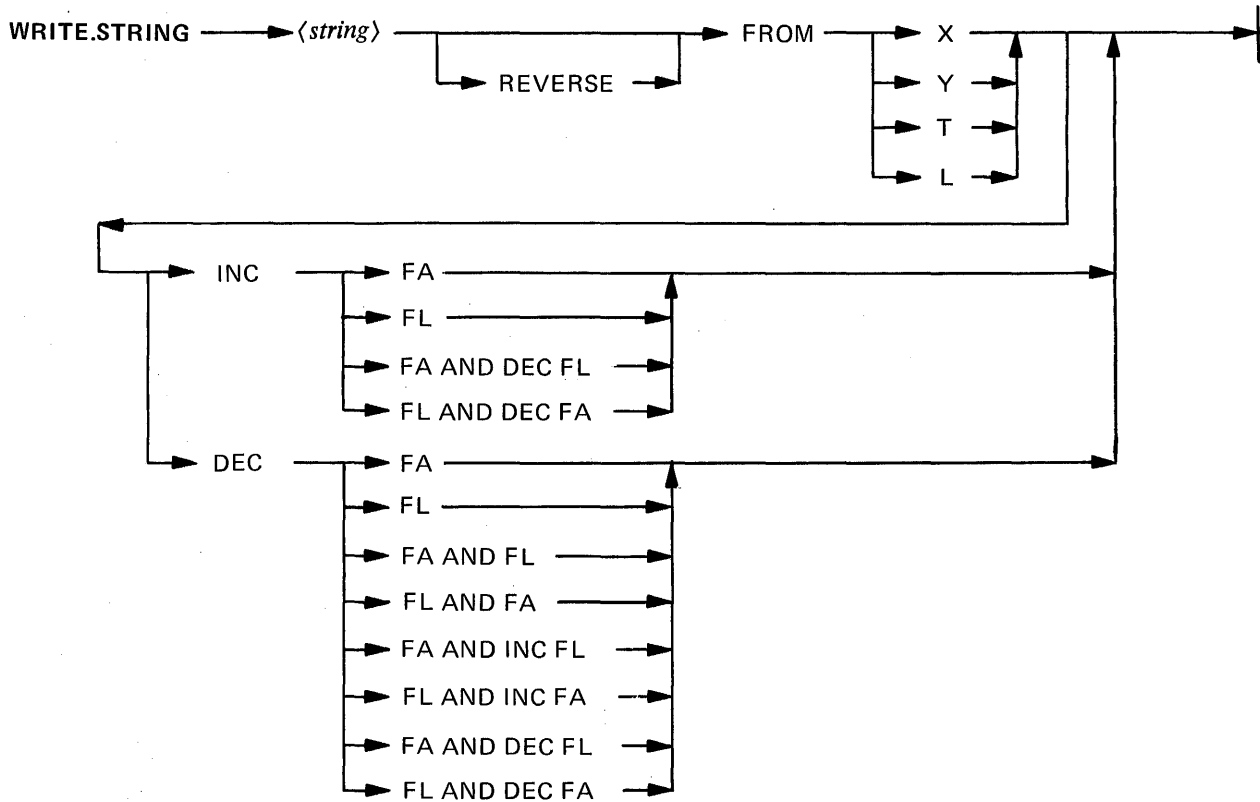 WRITE.STRING ⟨string⟩ FROM X
REVERSE Y
T
L
INC FA
FL
FA AND DEC FL
FL AND DEC FA
DEC FA
FL
FA AND FL
FL AND FA
FA AND INC FL
FL AND INC FA
FA AND DEC FL
FL AND DEC FA